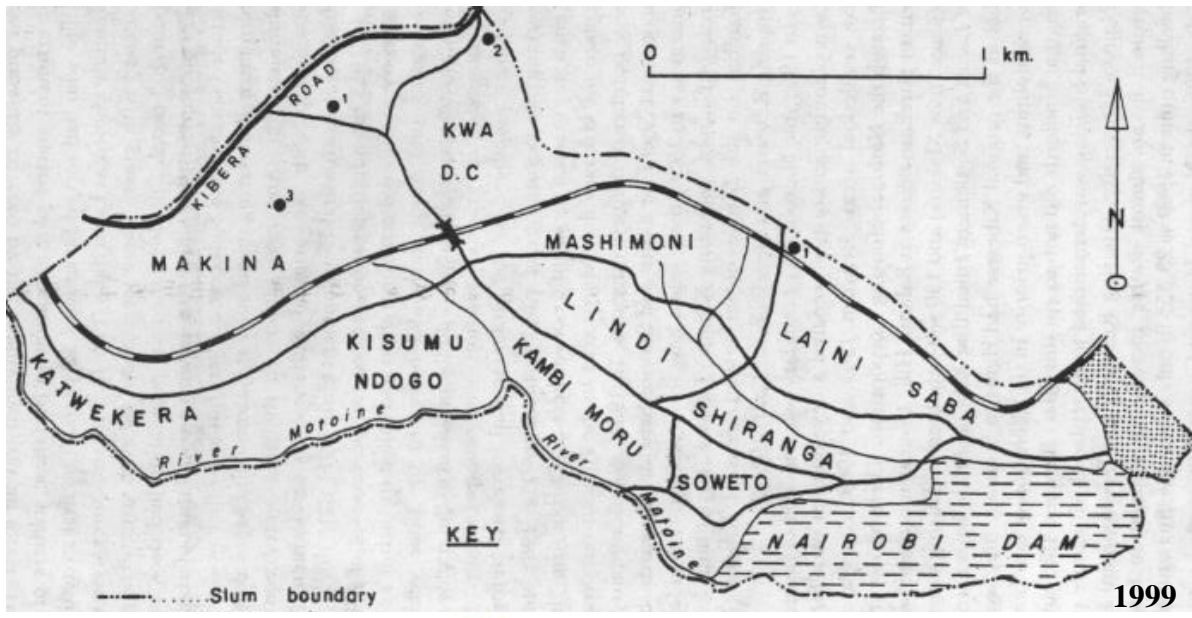 0 1 km.
2
KIBERA ROAD
1
KWA
D.C
3
N
MASHIMONI
1
MAKINA
LINDI
LAINI SABA
KISUMU
NDOGO
KAMBI
MORU
KATWEKERA
SHIRANGA
River Motoine
River
SOWETO
Motoine
KEY
NAIROBI - DAM
Slum boundary
1999